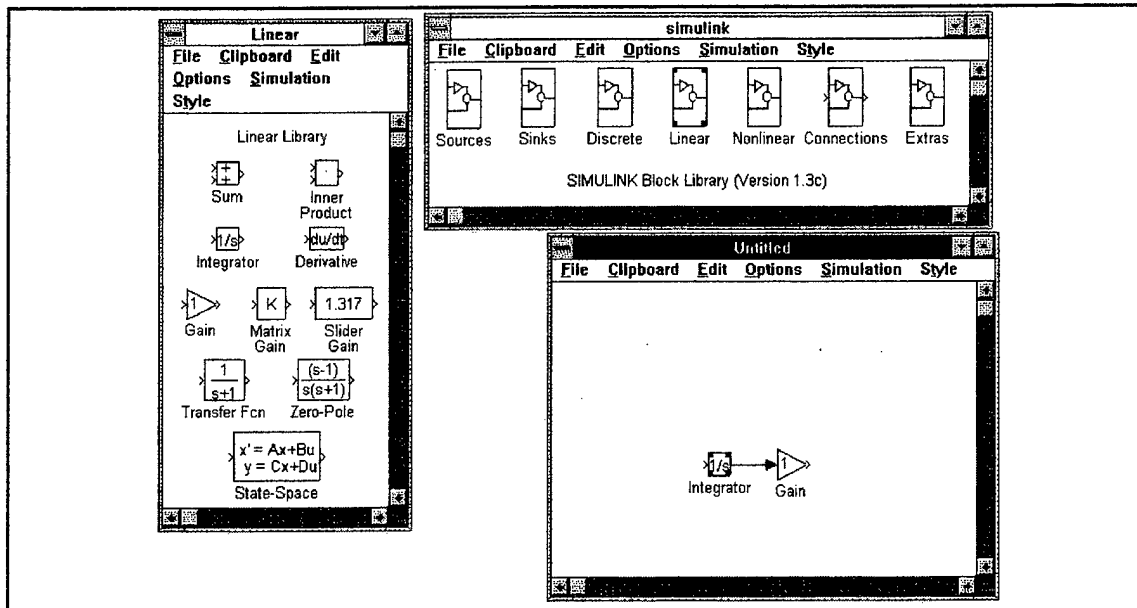 Linear
File Clipboard Edit
Options Simulation
Style
Linear Library
+
+
Sum
Inner
Product
1/s
Integrator
du/dt
Derivative
1
Gain
K
Matrix
Gain
1.317
Slider
Gain
1
s+1
Transfer Fcn
(s-1)
s(s+1)
Zero-Pole
x' = Ax+Bu
y = Cx+Du
State-Space
simulink
File Clipboard Edit Options Simulation Style
Sources Sinks Discrete Linear Nonlinear Connections Extras
SIMULINK Block Library (Version 1.3c)
Untitled
File Clipboard Edit Options Simulation Style
1/s
1
Integrator Gain